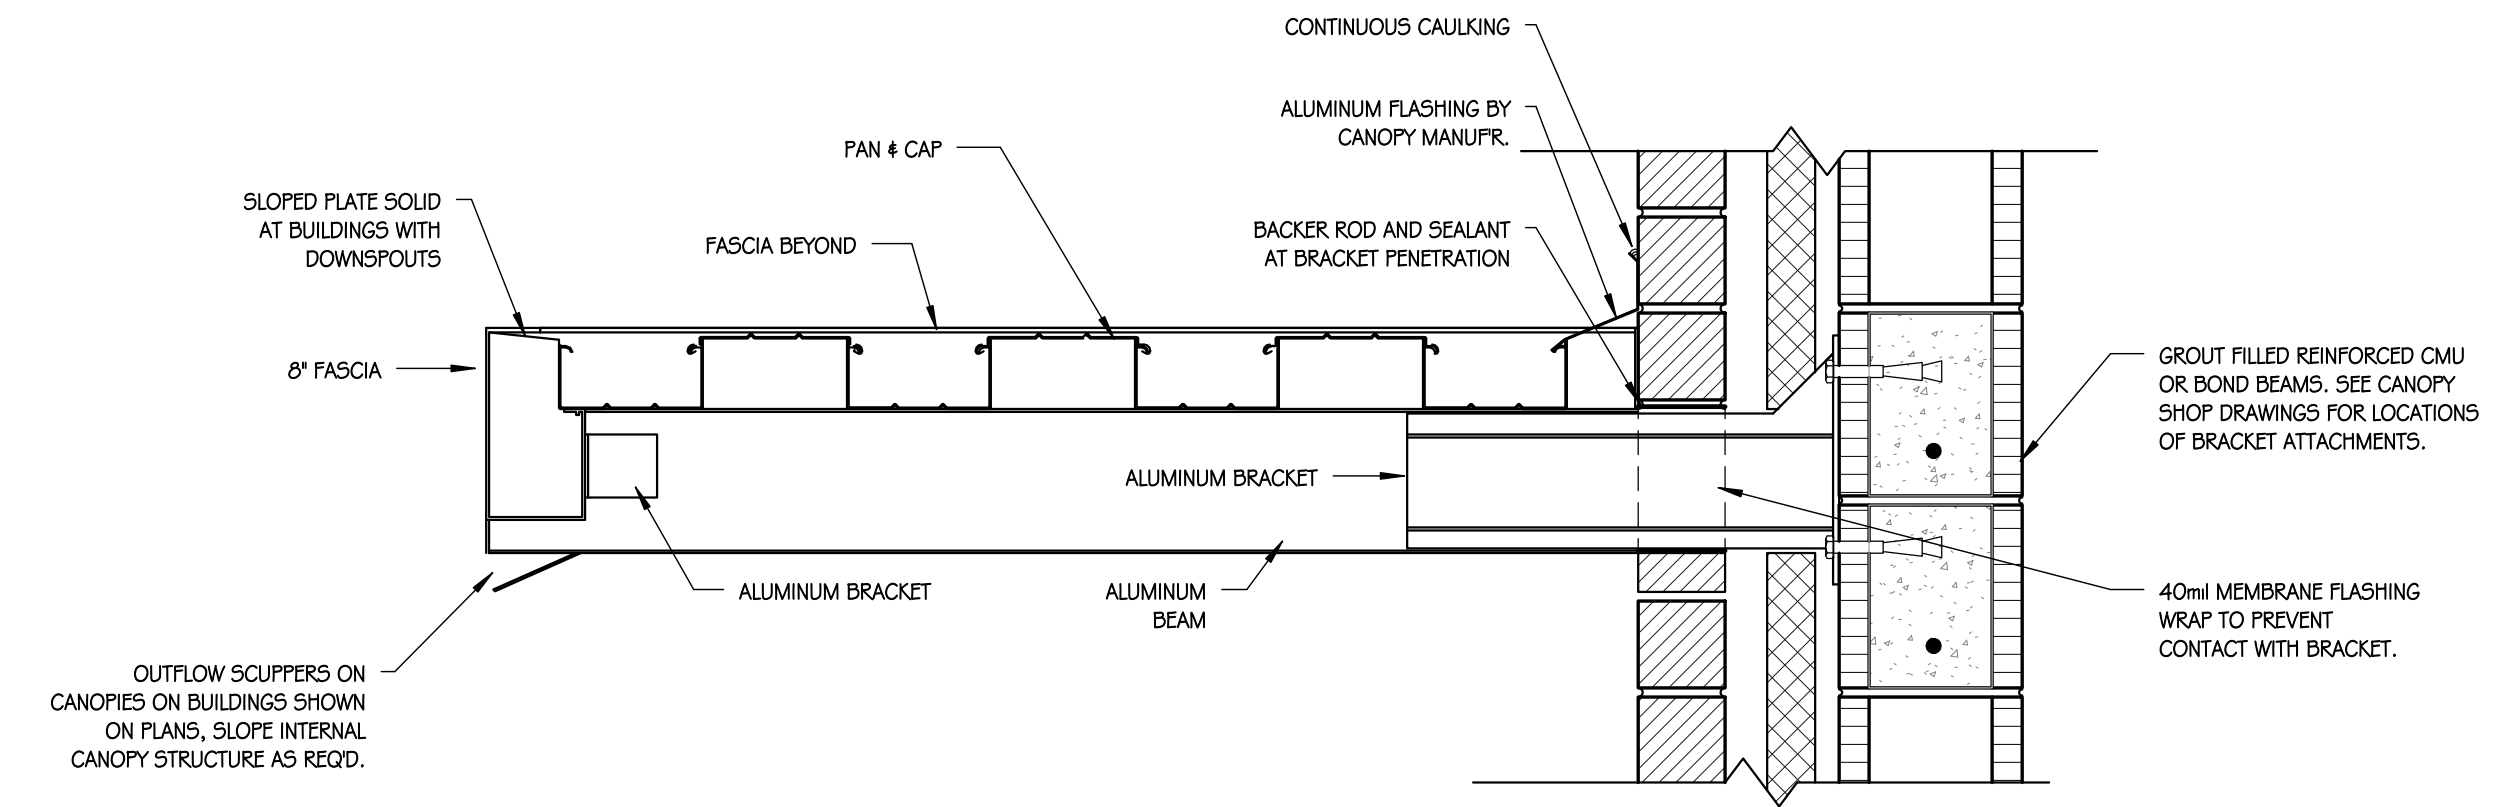 CONTINUOUS CAULKING
ALUMINUM FLASHING BY
CANOPY MANUF'R.
PAN & CAP
SLOPED PLATE SOLID
AT BUILDINGS WITH
DOWNSPOUTS
FASCIA BEYOND
BACKER ROD AND SEALANT
AT BRACKET PENETRATION
8" FASCIA
GROUT FILLED REINFORCED CMU
OR BOND BEAMS. SEE CANOPY
SHOP DRAWINGS FOR LOCATIONS
OF BRACKET ATTACHMENTS.
ALUMINUM BRACKET
ALUMINUM BRACKET
ALUMINUM
BEAM
40mil MEMBRANE FLASHING
WRAP TO PREVENT
CONTACT WITH BRACKET.
OUTFLOW SCUPPERS ON
CANOPIES ON BUILDINGS SHOWN
ON PLANS, SLOPE INTERNAL
CANOPY STRUCTURE AS REQ'D.